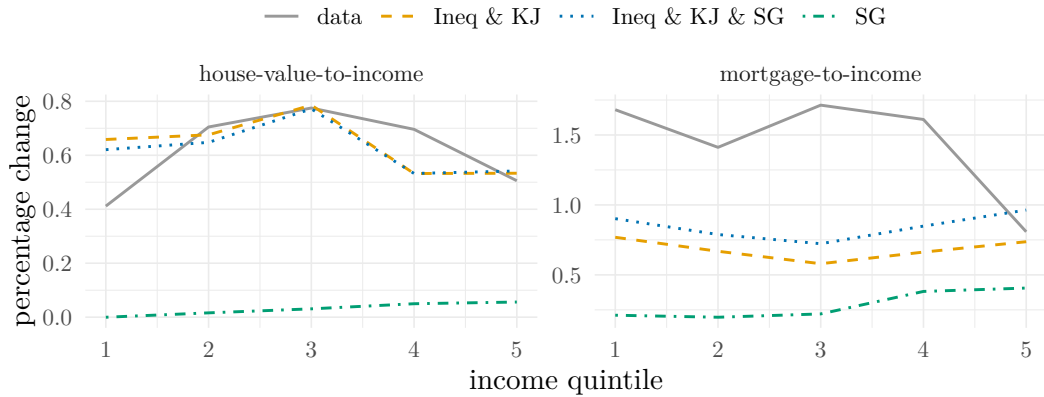 data Ineq & KJ Ineq & KJ & SG SG
house-value-to-income mortgage-to-income
percentage change
0.8
0.6
0.4
0.2
0.0
1.5
1.0
0.5
1 2 3 4 5 1 2 3 4 5
income quintile